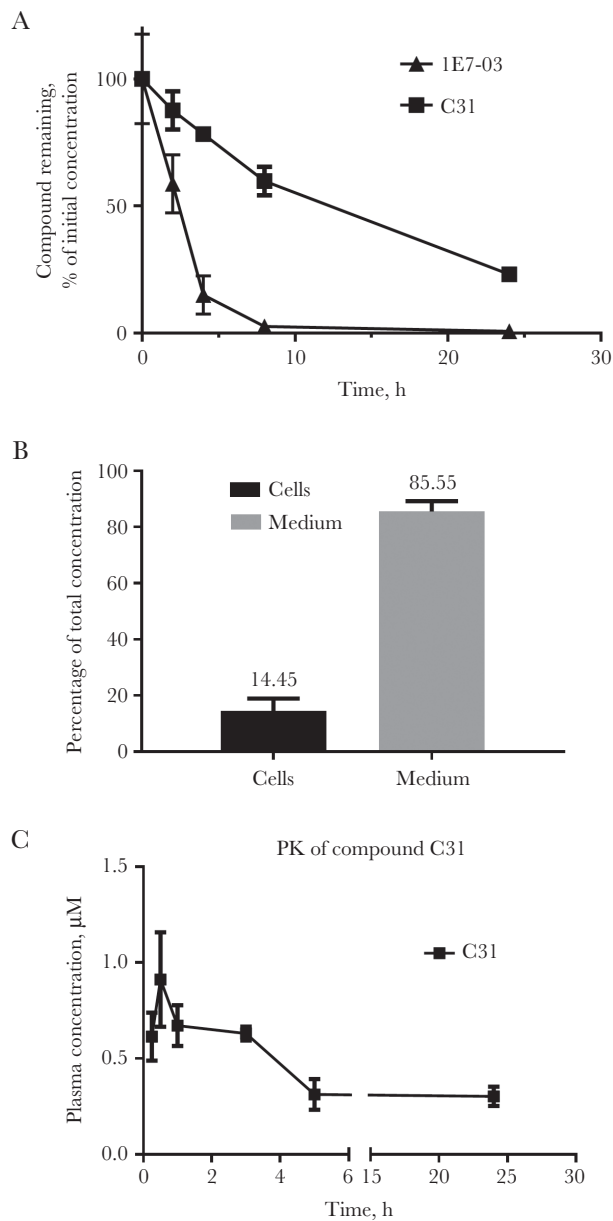 A
Compound remaining,
% of initial concentration
100
50
0
1E7-03
C31
0
10
20
30
Time, h
B
Percentage of total concentration
100
80
60
40
20
0
Cells
Medium
14.45
85.55
Cells
Medium
C
PK of compound C31
Plasma concentration, µM
1.5
1.0
0.5
0.0
C31
0
2
4
6
15
20
25
30
Time, h